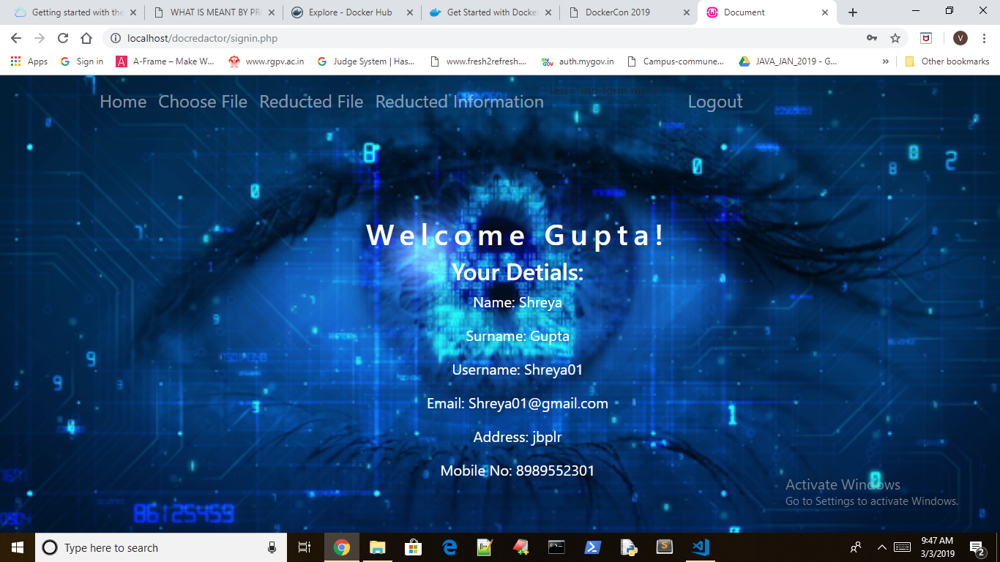 Getting started with the
WHAT IS MEANT BY PR
Explore - Docker Hub
Get Started with Docker
DockerCon 2019
Document
localhost/docredactor/signin.php
V
Apps
Sign in
A-Frame – Make W...
www.rgpv.ac.in
Judge System | Has...
www.fresh2refresh....
auth.mygov.in
Campus-commune...
JAVA_JAN_2019 - G...
»
Other bookmarks
Home
Choose File
Reducted File
Reducted Information
Logout
Welcome Gupta!
Your Detials:
Name: Shreya
Surname: Gupta
Username: Shreya01
Email: Shreya01@gmail.com
Address: jbplr
Mobile No: 8989552301
86125459
Activate Windows
Go to Settings to activate Windows.
Type here to search
9:47 AM
3/3/2019
2